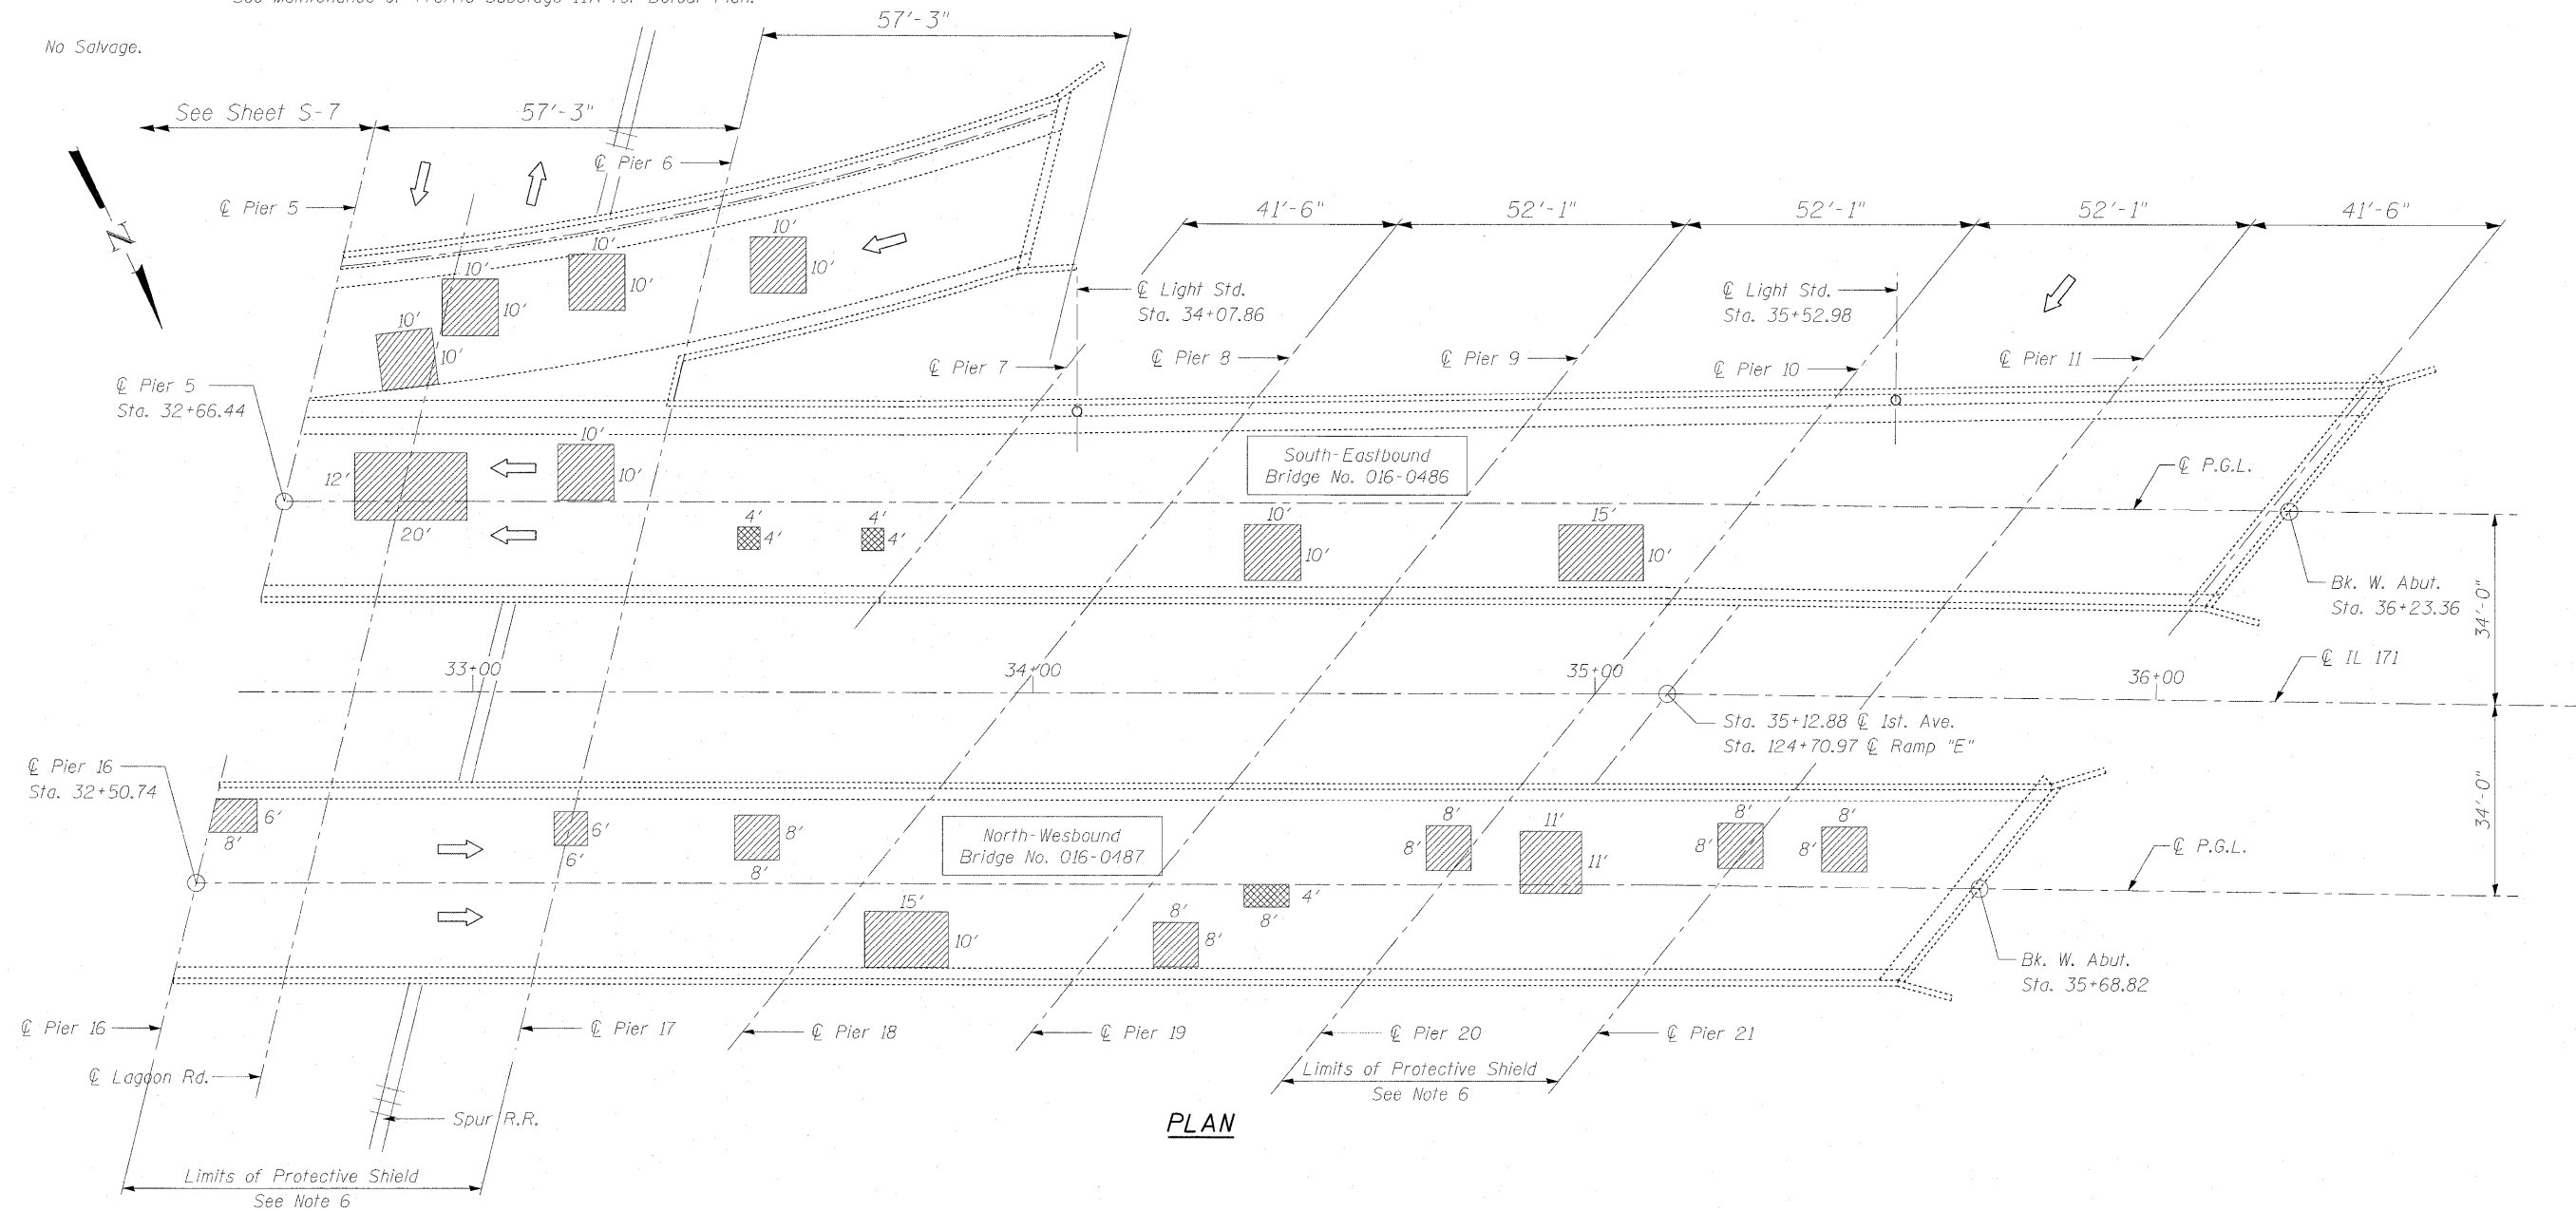 See Maintenance of Traffic Substage IIA for Detour Plan.
No Salvage.
57'-3"
See Sheet S-7
57'-3"
℄ Pier 6
℄ Pier 5
N
10'
10'
10'
10'
10'
10'
10'
10'
41'-6"
52'-1"
52'-1"
52'-1"
41'-6"
℄ Light Std.
Sta. 34+07.86
℄ Light Std.
Sta. 35+52.98
℄ Pier 7
℄ Pier 8
℄ Pier 9
℄ Pier 10
℄ Pier 11
℄ Pier 5
Sta. 32+66.44
12'
20'
10'
10'
4'
4'
4'
4'
South-Eastbound
Bridge No. 016-0486
10'
10'
15'
10'
℄ P.G.L.
Bk. W. Abut.
Sta. 36+23.36
34'-0"
33+00
34+00
35+00
36+00
℄ IL 171
Sta. 35+12.88 ℄ 1st. Ave.
Sta. 124+70.97 ℄ Ramp "E"
℄ Pier 16
Sta. 32+50.74
6'
8'
6'
6'
8'
8'
North-Wesbound
Bridge No. 016-0487
8'
8'
11'
11'
8'
8'
8'
8'
34'-0"
℄ P.G.L.
15'
10'
8'
8'
4'
8'
Bk. W. Abut.
Sta. 35+68.82
℄ Pier 16
℄ Pier 17
℄ Pier 18
℄ Pier 19
℄ Pier 20
℄ Pier 21
℄ Lagoon Rd.
Spur R.R.
Limits of Protective Shield
See Note 6
PLAN
Limits of Protective Shield
See Note 6